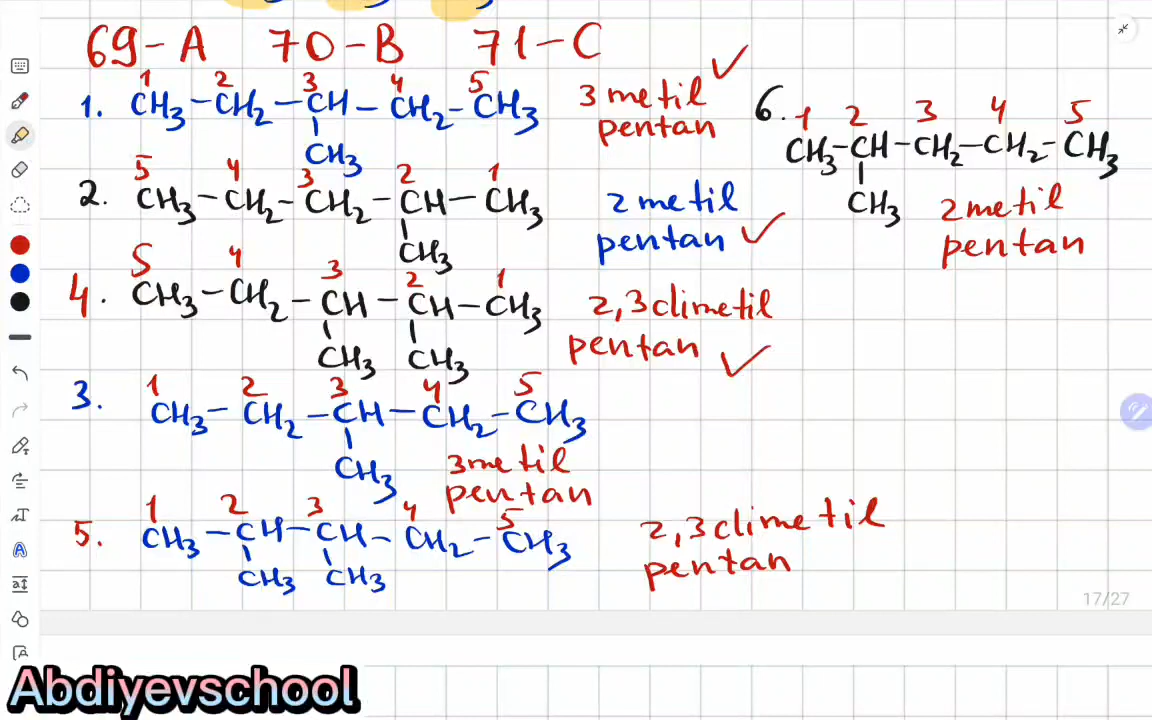 69-A 70-B 71-C
1 2 3 4 5
1. CH3-CH2-CH-CH2-CH3
CH3
3 metil
pentan
6. 1 2 3 4 5
CH3-CH-CH2-CH2-CH3
CH3
2 metil
pentan
5 4 3 2 1
2. CH3-CH2-CH2-CH-CH3
CH3
2 metil
pentan
5 4 3 2 1
4. CH3-CH2-CH-CH-CH3
CH3 CH3
2,3 dimetil
pentan
1 2 3 4 5
3. CH3-CH2-CH-CH2-CH3
CH3
3 metil
pentan
1 2 3 4 5
5. CH3-CH-CH-CH2-CH3
CH3 CH3
2,3 dimetil
pentan
17/27
Abdiyevschool